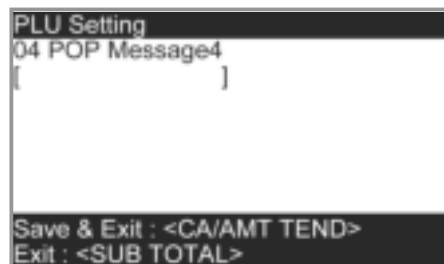 PLU Setting
04 POP Message4
[                              ]
Save & Exit : <CA/AMT TEND>
Exit : <SUB TOTAL>